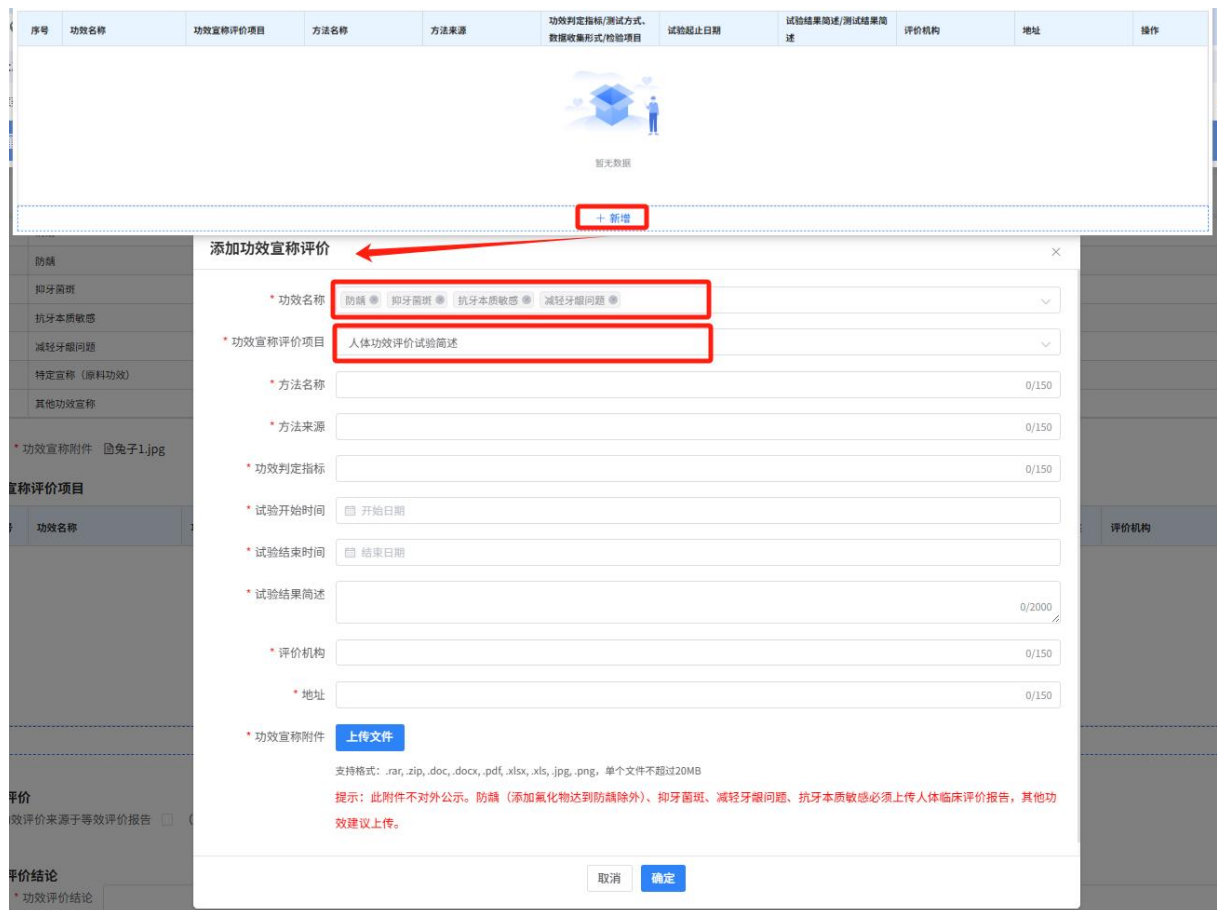 序号 功效名称 功效宣称评价项目 方法名称 方法来源 功效判定指标/测试方式、数据收集形式/检验项目 试验起止日期 试验结果简述/测试结果简述 评价机构 地址 操作
暂无数据
＋ 新增
添加功效宣称评价
防龋
抑牙菌斑
抗牙本质敏感
减轻牙龈问题
特定宣称（原料功效）
其他功效宣称
* 功效宣称附件 兔子1.jpg
宣称评价项目
功效名称
评价机构
* 功效名称 防龋 抑牙菌斑 抗牙本质敏感 减轻牙龈问题
* 功效宣称评价项目 人体功效评价试验简述
* 方法名称 0/150
* 方法来源 0/150
* 功效判定指标 0/150
* 试验开始时间 开始日期
* 试验结束时间 结束日期
* 试验结果简述 0/2000
* 评价机构 0/150
* 地址 0/150
* 功效宣称附件 上传文件
支持格式：.rar, .zip, .doc, .docx, .pdf, .xlsx, .xls, .jpg, .png，单个文件不超过20MB
提示：此附件不对外公示。防龋（添加氟化物达到防龋除外）、抑牙菌斑、减轻牙龈问题、抗牙本质敏感必须上传人体临床评价报告，其他功
效建议上传。
评价
效评价来源于等效评价报告
评价结论
* 功效评价结论
取消 确定